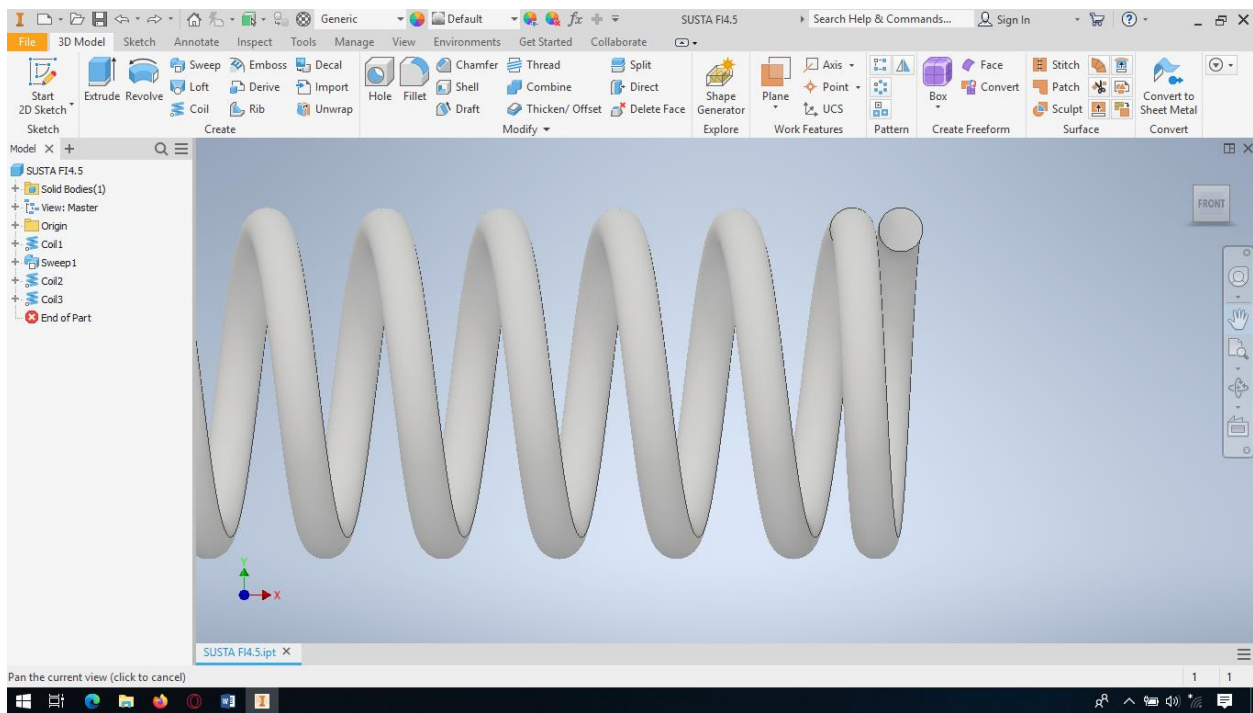 Generic
Default
fx
SUSTA FI4.5
Search Help & Commands...
Sign In
File 3D Model Sketch Annotate Inspect Tools Manage View Environments Get Started Collaborate
Start 2D Sketch
Extrude
Revolve
Sweep Emboss Decal
Loft Derive Import
Coil Rib Unwrap
Hole
Fillet
Chamfer Thread Split
Shell Combine Direct
Draft Thicken/ Offset Delete Face
Shape Generator
Plane
Axis
Point
UCS
Box
Face
Convert
Stitch
Patch
Sculpt
Convert to Sheet Metal
Sketch Create Modify Explore Work Features Pattern Create Freeform Surface Convert
Model
SUSTA FI4.5
Solid Bodies(1)
View: Master
Origin
Coil1
Sweep1
Coil2
Coil3
End of Part
FRONT
Y
X
SUSTA FI4.5.ipt
Pan the current view (click to cancel)
1 1